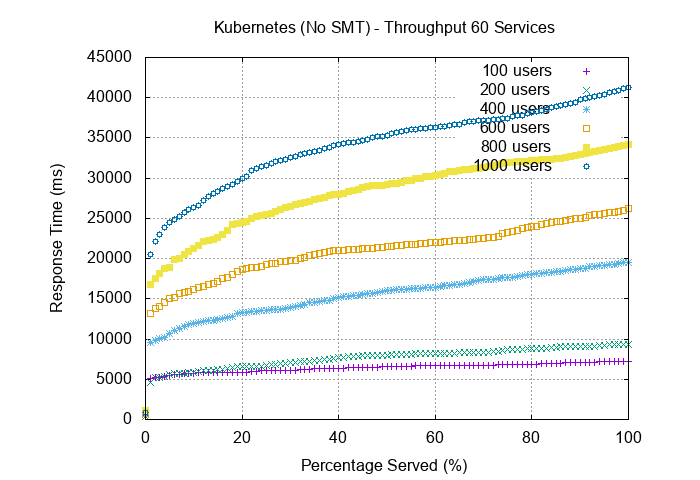 Kubernetes (No SMT) - Throughput 60 Services
45000
40000
35000
30000
25000
20000
15000
10000
5000
0
Response Time (ms)
100 users
200 users
400 users
600 users
800 users
1000 users
0 20 40 60 80 100
Percentage Served (%)